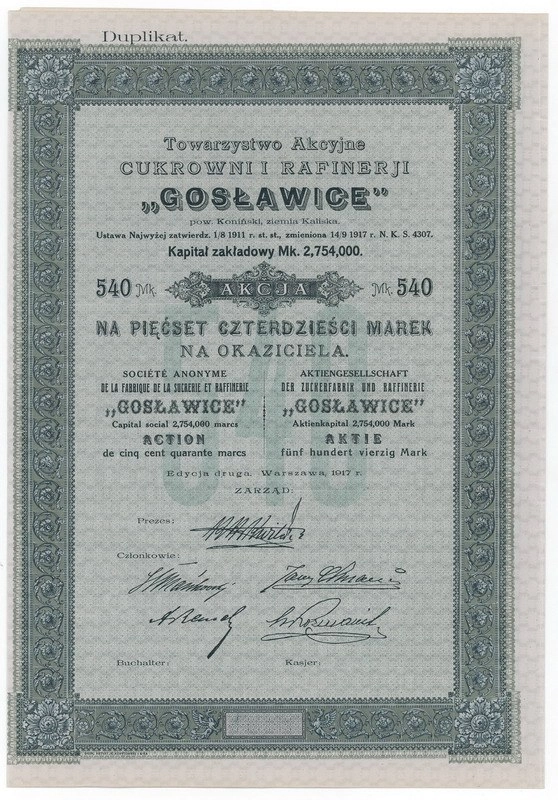 Duplikat.
Towarzystwo Akcyjne
CUKROWNI I RAFINERJI
„GOSŁAWICE”
pow. Koniński, ziemia Kaliska.
Ustawa Najwyżej zatwierdz. 1/8 1911 r. st. st., zmieniona 14/9 1917 r. N. K. S. 4307.
Kapitał zakładowy Mk. 2,754,000.
540 Mk. AKCJA Mk. 540
NA PIĘĆSET CZTERDZIEŚCI MAREK
NA OKAZICIELA.
SOCIÉTÉ ANONYME
DE LA FABRIQUE DE LA SUCRERIE ET RAFFINERIE
„GOSŁAWICE”
Capital social 2,754,000 marcs
ACTION
de cinq cent quarante marcs
AKTIENGESELLSCHAFT
DER ZUCKERFABRIK UND RAFFINERIE
„GOSŁAWICE”
Aktienkapital 2,754,000 Mark
AKTIE
fünf hundert vierzig Mark
Edycja druga. Warszawa, 1917 r.
ZARZĄD:
Prezes:
Członkowie:
Buchalter: Kasjer: